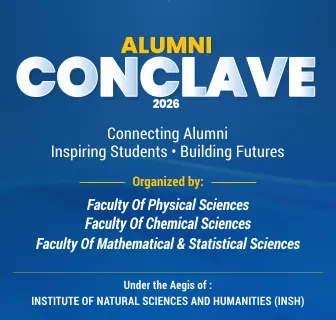 ALUMNI
CONCLAVE
2026
Connecting Alumni
Inspiring Students • Building Futures
Organized by:
Faculty Of Physical Sciences
Faculty Of Chemical Sciences
Faculty Of Mathematical & Statistical Sciences
Under the Aegis of :
INSTITUTE OF NATURAL SCIENCES AND HUMANITIES (INSH)